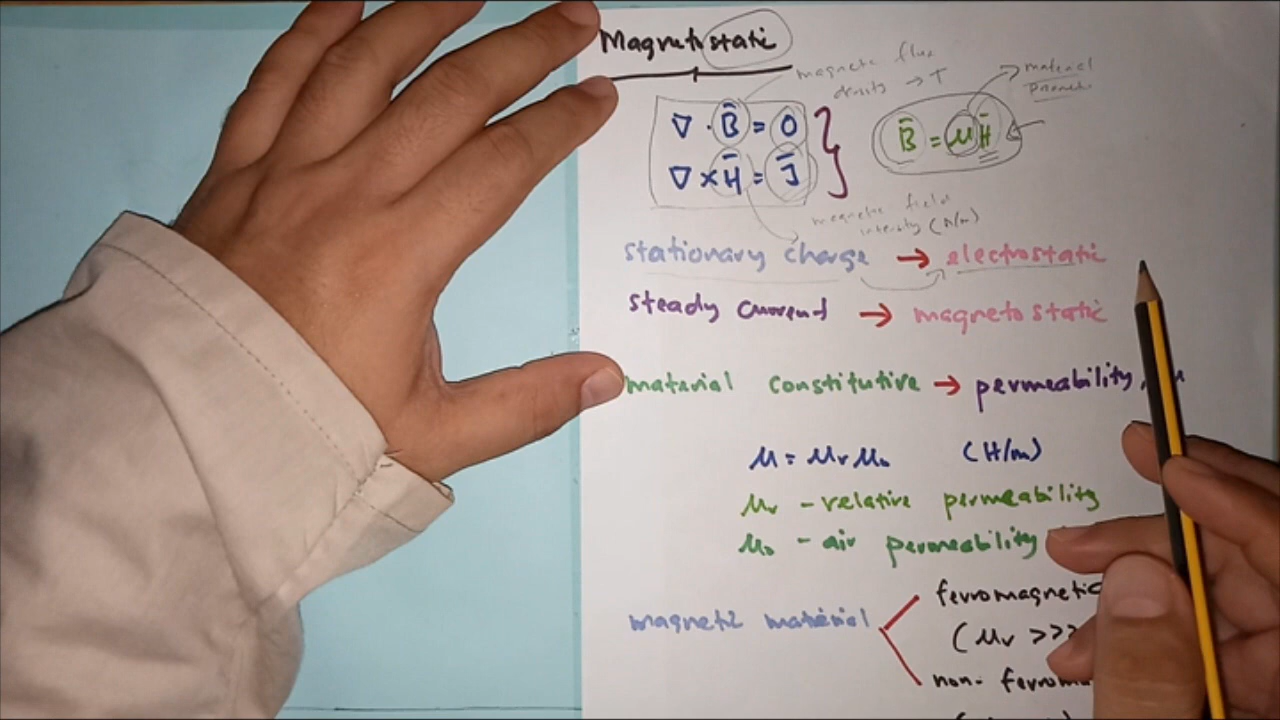 Magnetostatic
magnetic flux
density → T
material
∇ · B̄ = 0
∇ × H̄ = J̄
B̄ = μH̄
magnetic field
intensity (A/m)
stationary charge → electrostatic
steady current → magnetostatic
material constitutive → permeability,
μ = μr μo (H/m)
μr - relative permeability
μo - air permeability
magnetic material
ferromagnetic
(μr >>>
non-